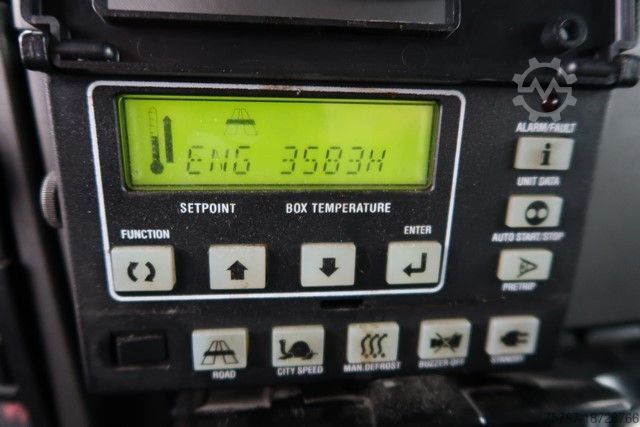 ENG 3583H
SETPOINT BOX TEMPERATURE
FUNCTION ENTER
ALARM/FAULT
i
UNIT DATA
AUTO START/STOP
PRETRIP
ROAD CITY SPEED MAN.DEFROST BUZZER OFF STANDBY